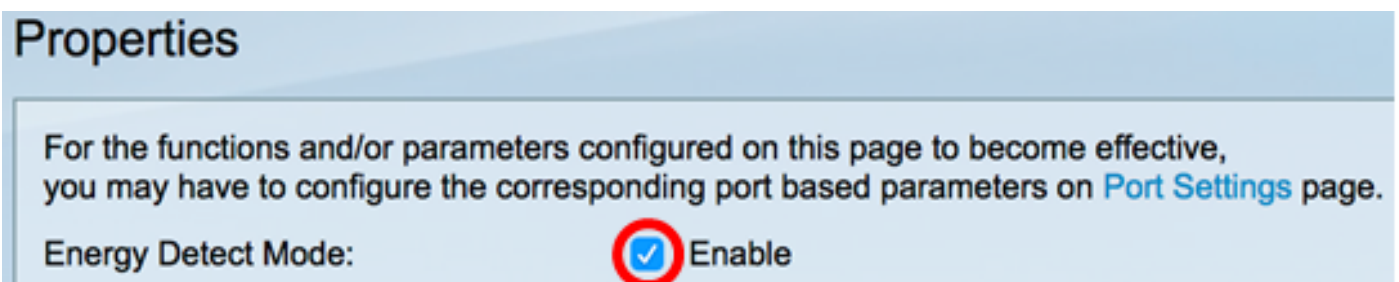 Properties
For the functions and/or parameters configured on this page to become effective,
you may have to configure the corresponding port based parameters on Port Settings page.
Energy Detect Mode: Enable